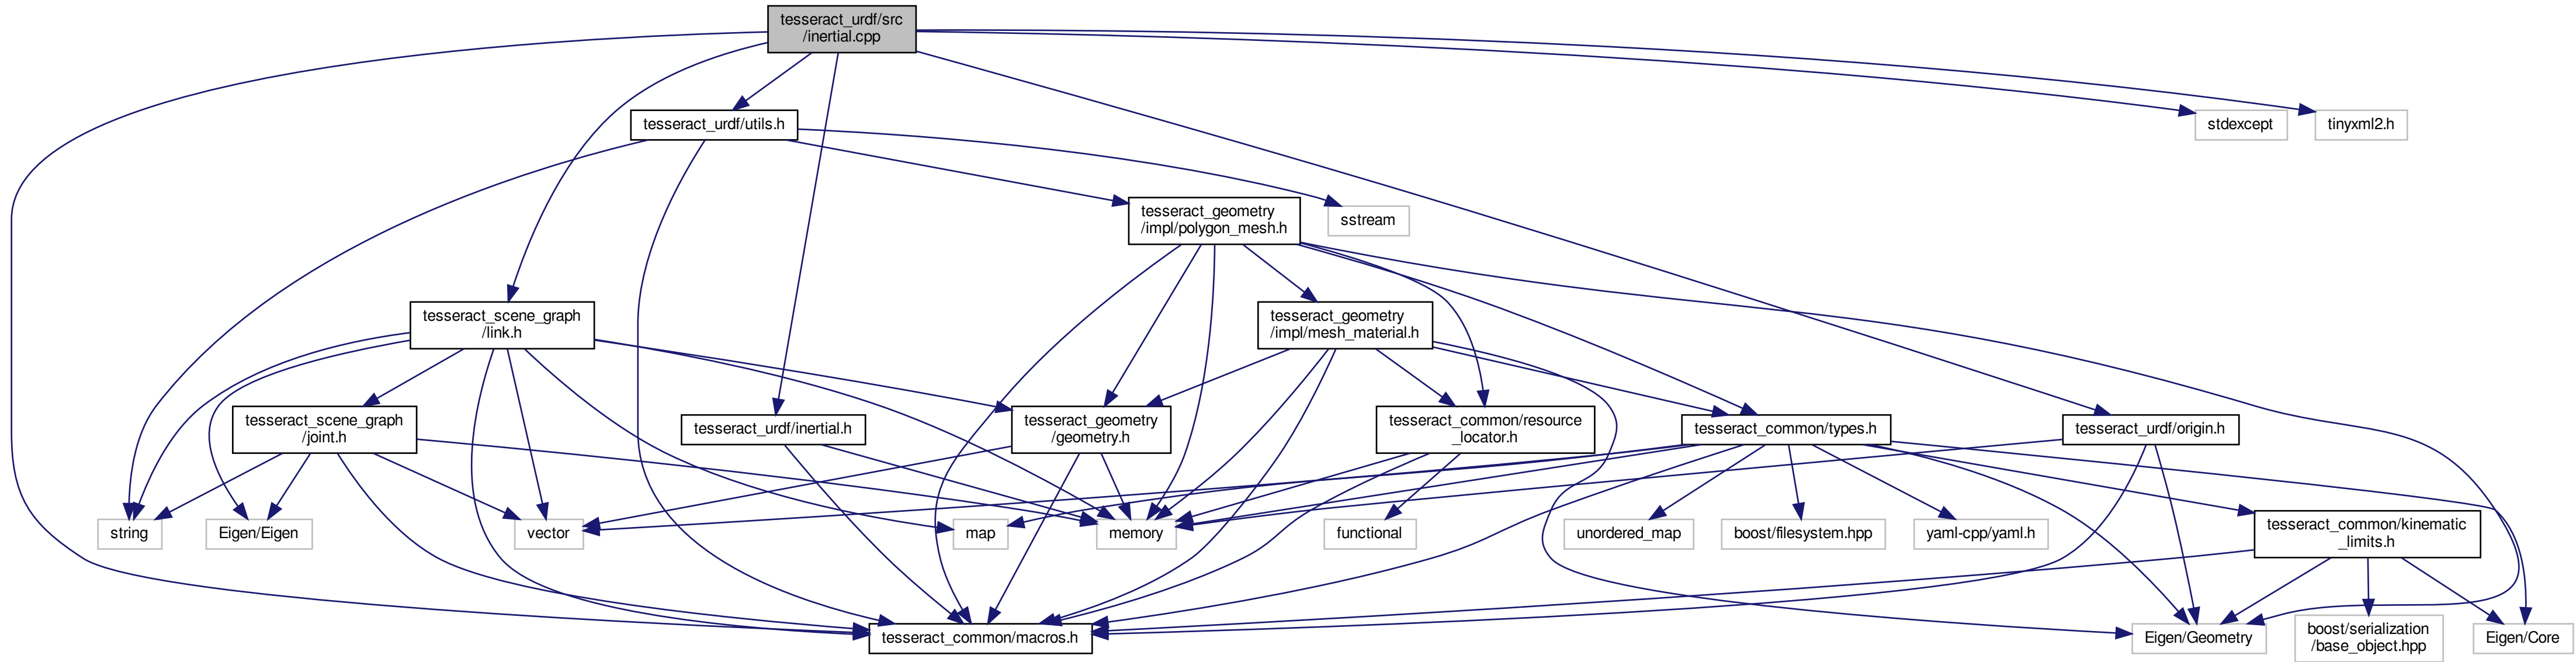 tesseract_urdf/src
/inertial.cpp
tesseract_urdf/utils.h
stdexcept
tinyxml2.h
tesseract_geometry
/impl/polygon_mesh.h
sstream
tesseract_scene_graph
/link.h
tesseract_geometry
/impl/mesh_material.h
tesseract_scene_graph
/joint.h
tesseract_urdf/inertial.h
tesseract_geometry
/geometry.h
tesseract_common/resource
_locator.h
tesseract_common/types.h
tesseract_urdf/origin.h
string
Eigen/Eigen
vector
map
memory
functional
unordered_map
boost/filesystem.hpp
yaml-cpp/yaml.h
tesseract_common/kinematic
_limits.h
tesseract_common/macros.h
Eigen/Geometry
boost/serialization
/base_object.hpp
Eigen/Core